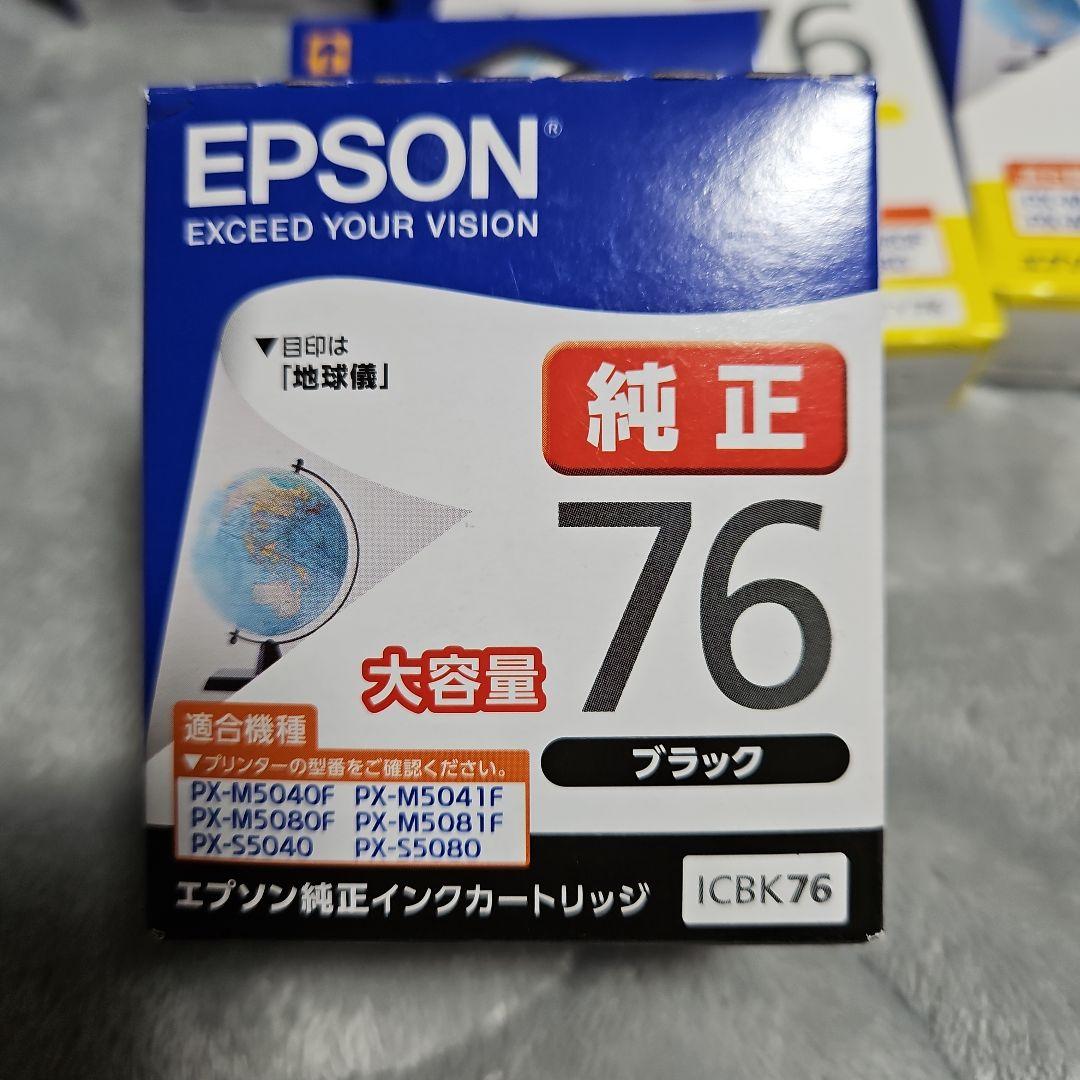 76
EPSON®
EXCEED YOUR VISION
▼目印は
「地球儀」
純正
76
大容量
ブラック
適合機種
▼プリンターの型番をご確認ください。
PX-M5040F PX-M5041F
PX-M5080F PX-M5081F
PX-S5040 PX-S5080
エプソン純正インクカートリッジ
ICBK76